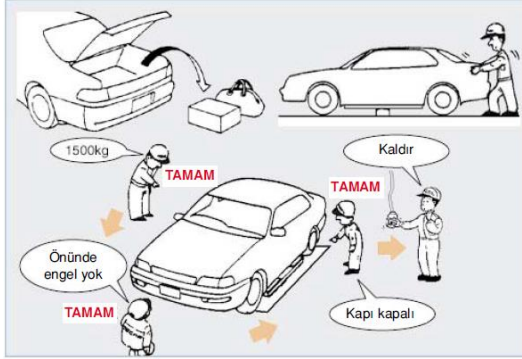 1500kg
TAMAM
Kaldır
TAMAM
Önünde
engel yok
TAMAM
Kapı kapalı